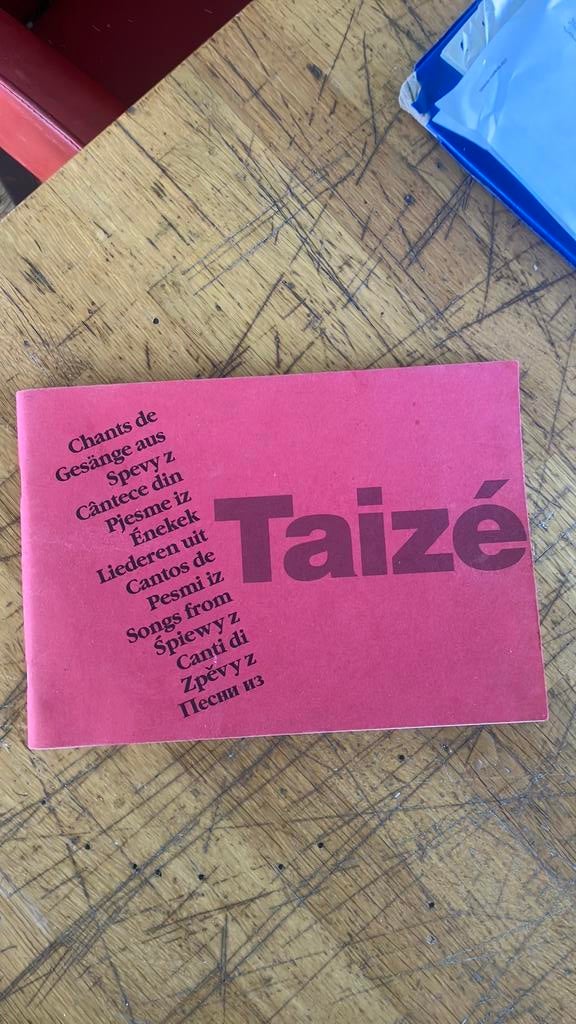 Chants de
Gesänge aus
Spevy z
Cântece din
Pjesme iz
Énekek
Liederen uit
Cantos de
Pesmi iz
Songs from
Śpiewy z
Canti di
Zpěvy z
Песни из
Taizé